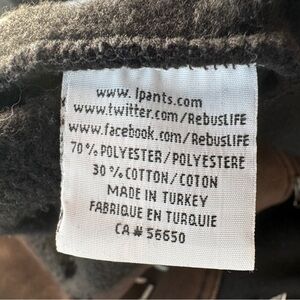 www.lpants.com
www.twitter.com/RebusLIFE
www.facebook.com/RebusLIFE
70% POLYESTER/POLYESTERE
30% COTTON/COTON
MADE IN TURKEY
FABRIQUE EN TURQUIE
CA# 56650